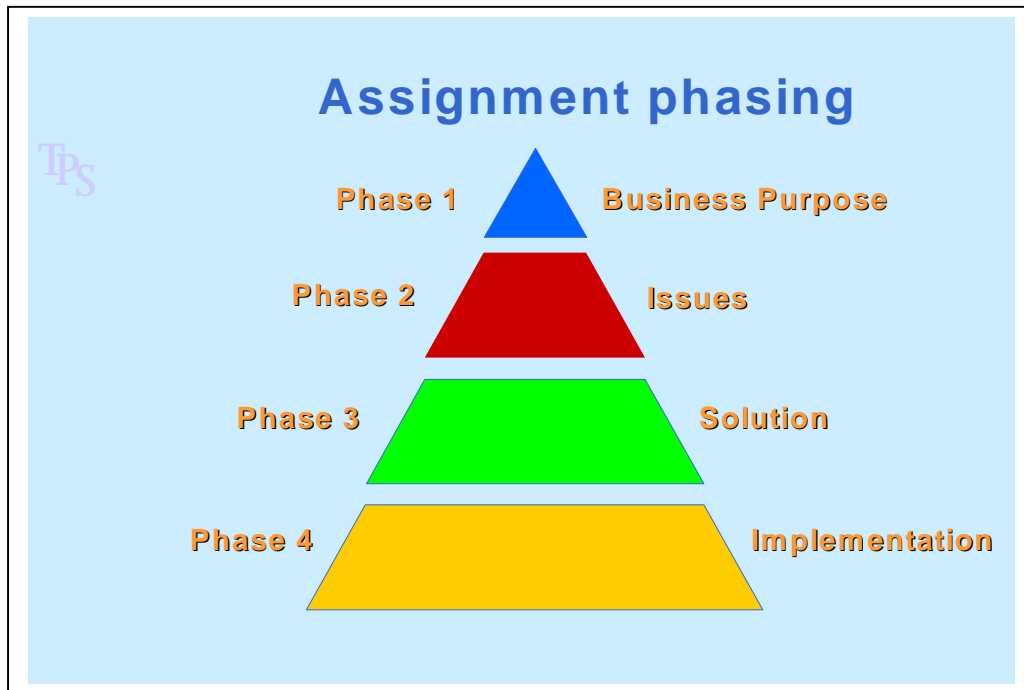 Assignment phasing
TPS
Phase 1 Business Purpose
Phase 2 Issues
Phase 3 Solution
Phase 4 Implementation